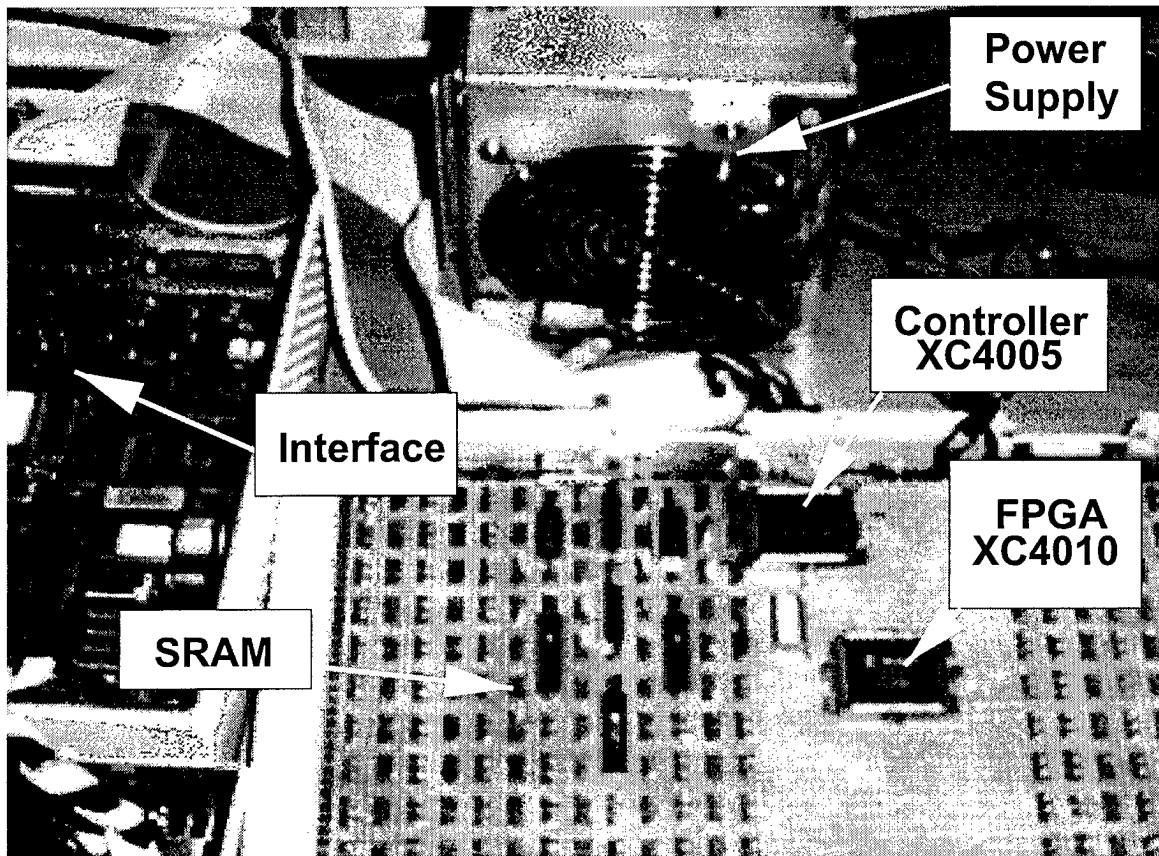 Power
Supply
Controller
XC4005
Interface
FPGA
XC4010
SRAM